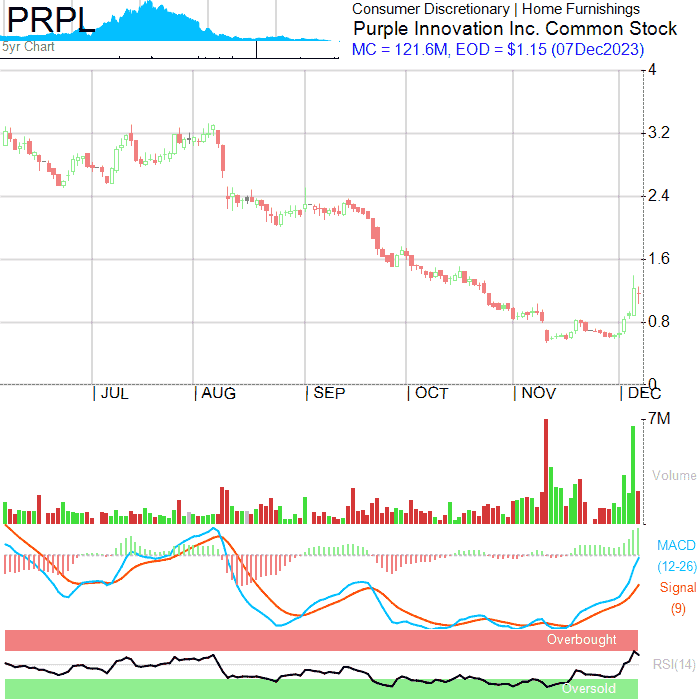 PRPL
5yr Chart
Consumer Discretionary | Home Furnishings
Purple Innovation Inc. Common Stock
MC = 121.6M, EOD = $1.15 (07Dec2023)
4
3.2
2.4
1.6
0.8
0
| JUL | AUG | SEP | OCT | NOV | DEC
7M
Volume
MACD
(12-26)
Signal
(9)
Overbought
RSI(14)
Oversold